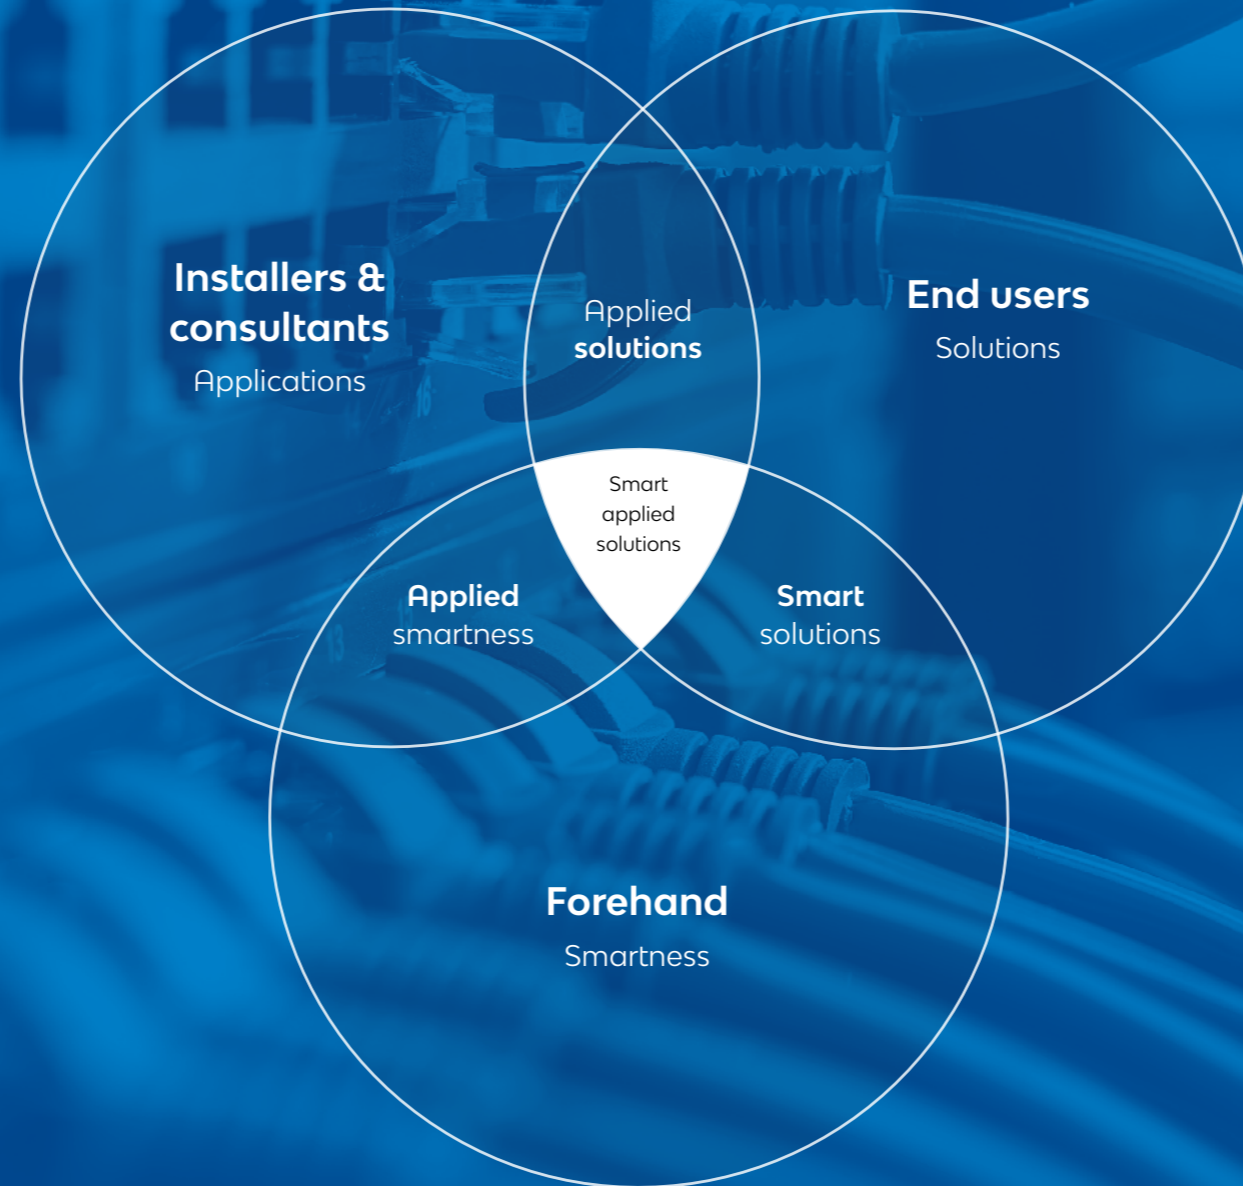 Installers &
consultants
Applications
Applied
solutions
End users
Solutions
Smart
applied
solutions
Applied
smartness
Smart
solutions
Forehand
Smartness